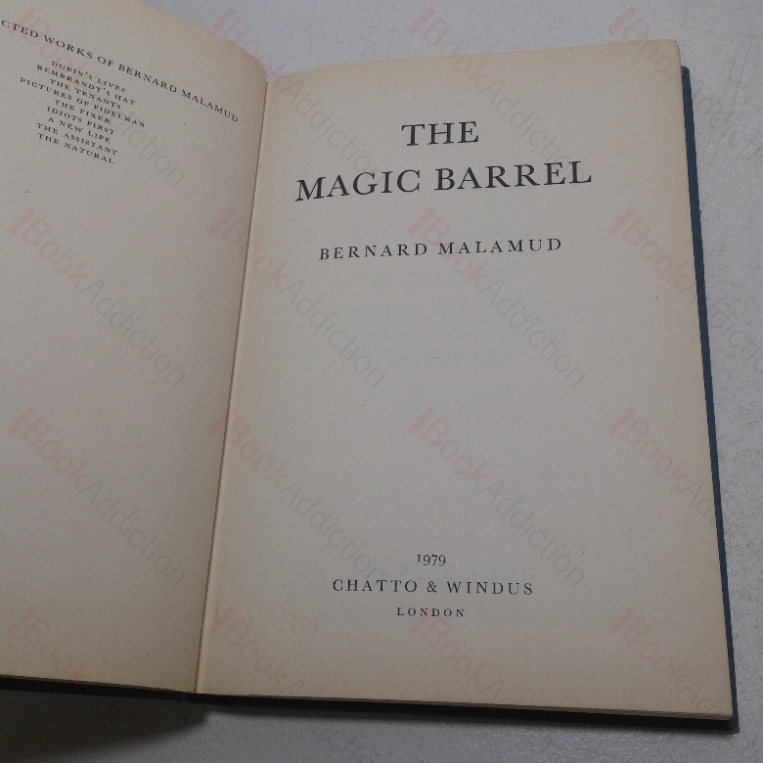 CTED WORKS OF BERNARD MALAMUD
DUBIN'S LIVES
REMBRANDT'S HAT
THE TENANTS
PICTURES OF FIDELMAN
THE FIXER
IDIOTS FIRST
A NEW LIFE
THE ASSISTANT
THE NATURAL
THE
MAGIC BARREL
BERNARD MALAMUD
1979
CHATTO & WINDUS
LONDON
BookAddiction